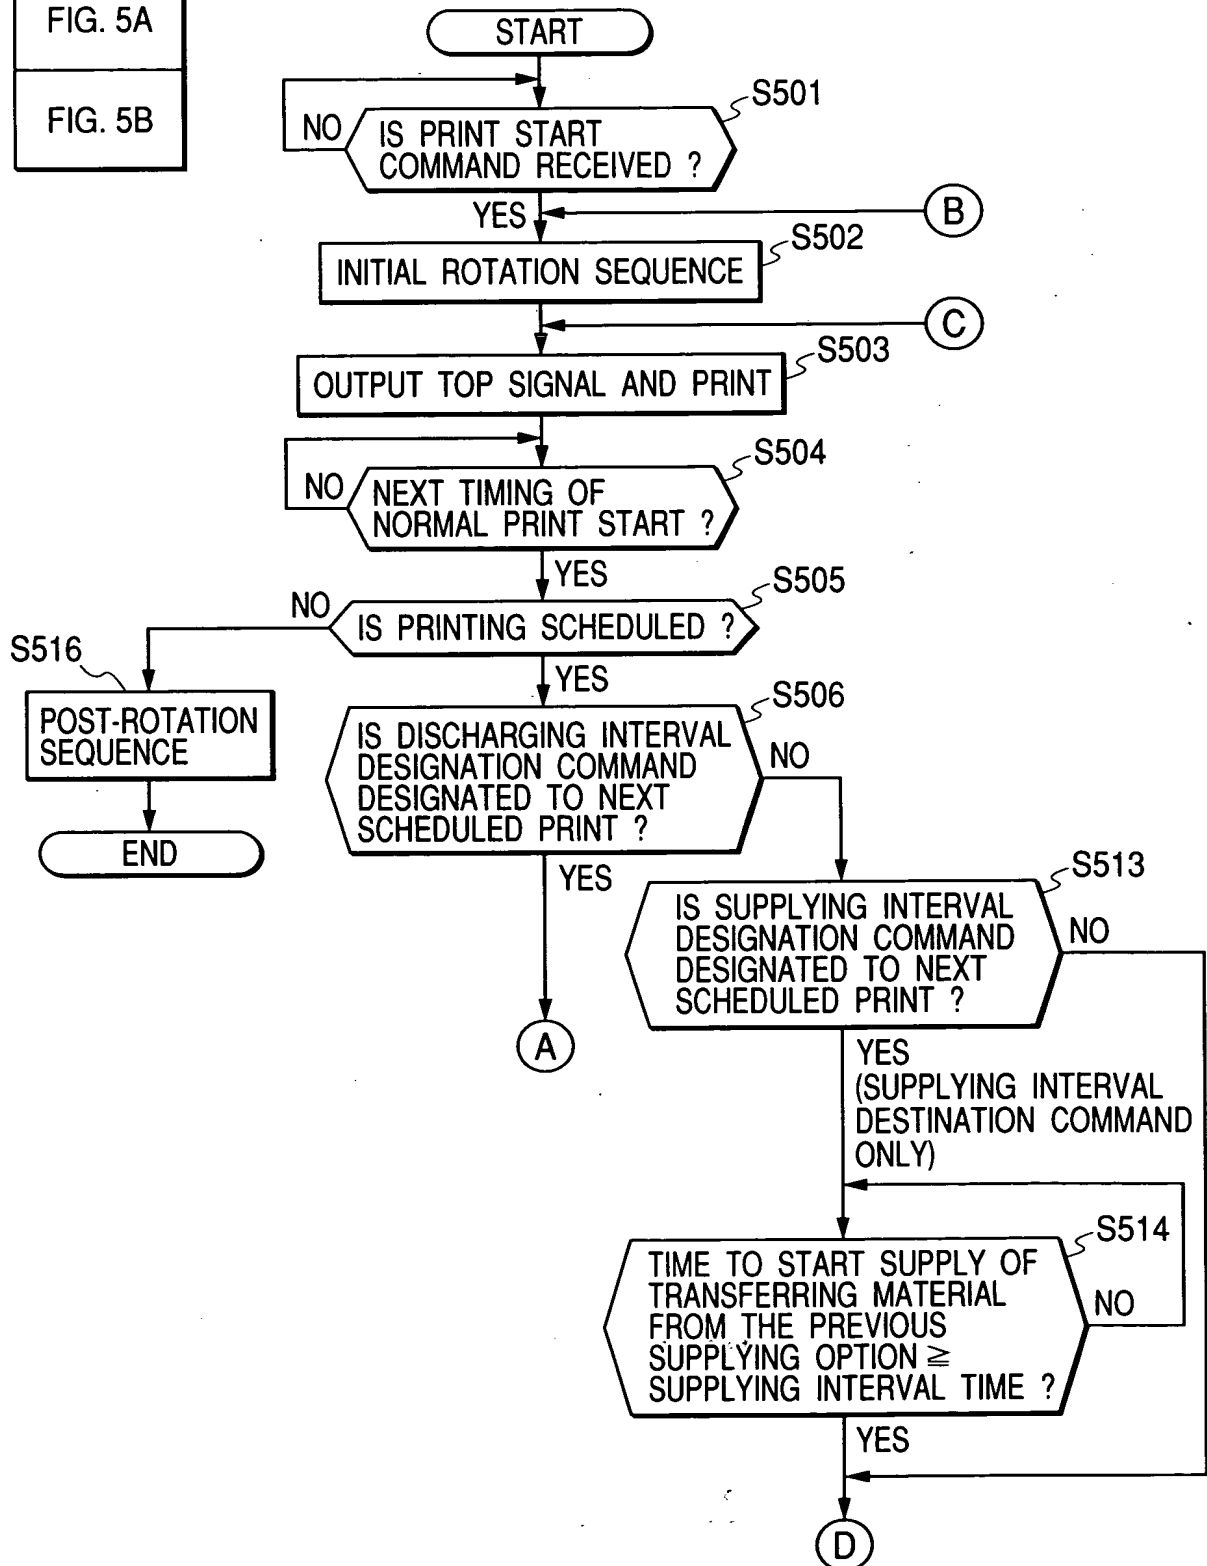 FIG. 5A
FIG. 5B
START
S501
NO
IS PRINT START
COMMAND RECEIVED ?
YES
B
S502
INITIAL ROTATION SEQUENCE
C
S503
OUTPUT TOP SIGNAL AND PRINT
S504
NO
NEXT TIMING OF
NORMAL PRINT START ?
YES
S505
NO
IS PRINTING SCHEDULED ?
S516
YES
POST-ROTATION
SEQUENCE
END
S506
IS DISCHARGING INTERVAL
DESIGNATION COMMAND
DESIGNATED TO NEXT
SCHEDULED PRINT ?
NO
YES
A
S513
IS SUPPLYING INTERVAL
DESIGNATION COMMAND
DESIGNATED TO NEXT
SCHEDULED PRINT ?
NO
YES
(SUPPLYING INTERVAL
DESTINATION COMMAND
ONLY)
S514
TIME TO START SUPPLY OF
TRANSFERRING MATERIAL
FROM THE PREVIOUS
SUPPLYING OPTION ≧
SUPPLYING INTERVAL TIME ?
NO
YES
D